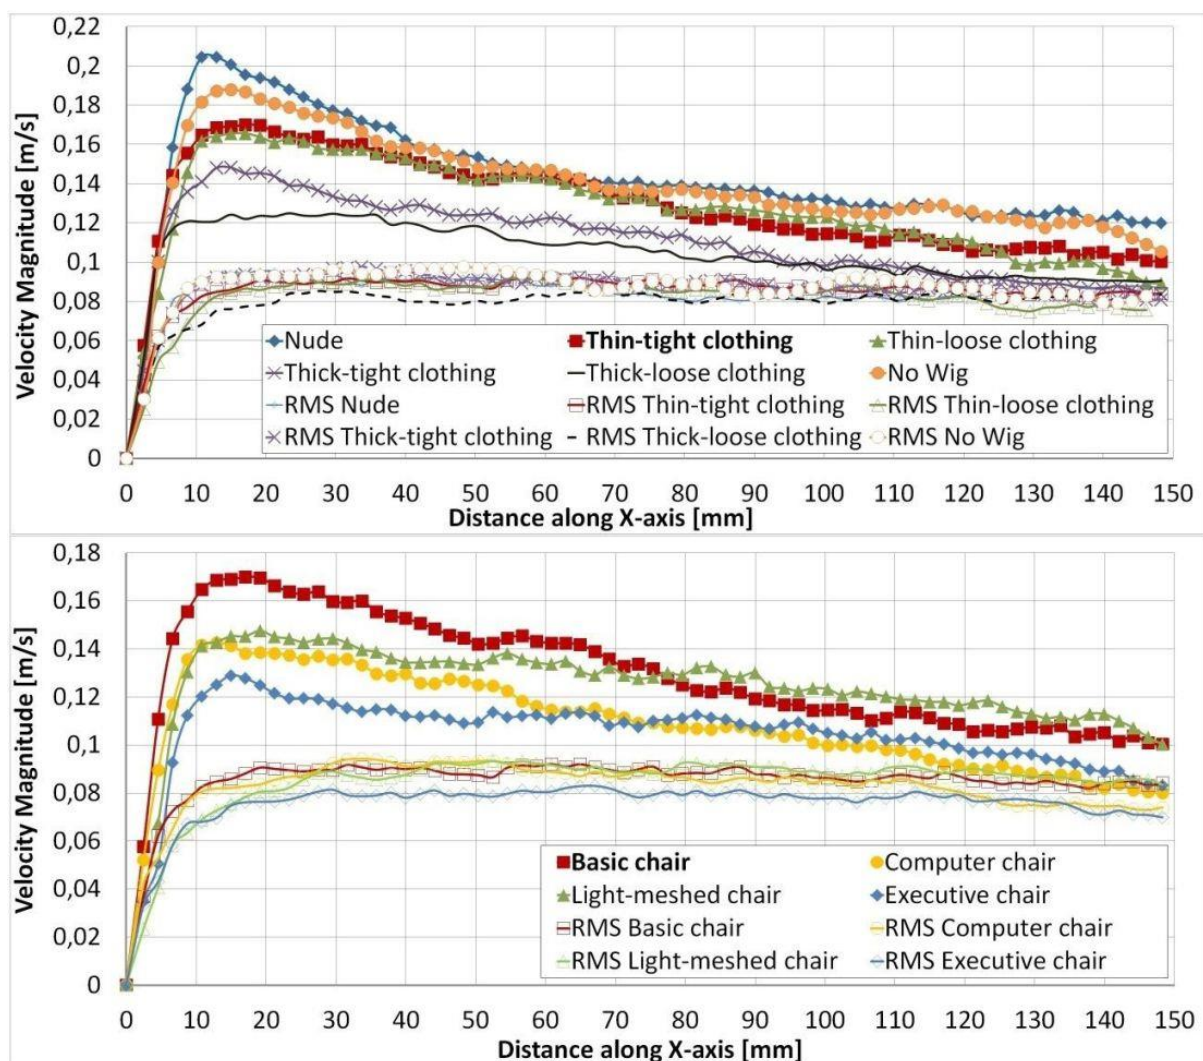 0,22
0,2
0,18
0,16
0,14
0,12
0,1
0,08
0,06
0,04
0,02
0
Velocity Magnitude [m/s]
Nude Thin-tight clothing Thin-loose clothing
Thick-tight clothing Thick-loose clothing No Wig
RMS Nude RMS Thin-tight clothing RMS Thin-loose clothing
RMS Thick-tight clothing RMS Thick-loose clothing RMS No Wig
0 10 20 30 40 50 60 70 80 90 100 110 120 130 140 150
Distance along X-axis [mm]
0,18
0,16
0,14
0,12
0,1
0,08
0,06
0,04
0,02
0
Velocity Magnitude [m/s]
Basic chair Computer chair
Light-meshed chair Executive chair
RMS Basic chair RMS Computer chair
RMS Light-meshed chair RMS Executive chair
0 10 20 30 40 50 60 70 80 90 100 110 120 130 140 150
Distance along X-axis [mm]